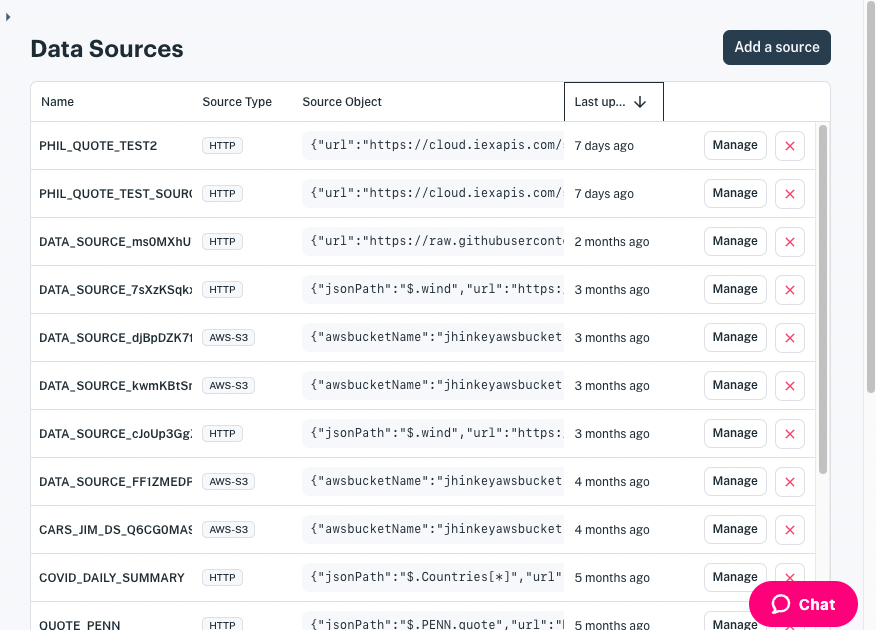 Data Sources
Add a source
Name Source Type Source Object Last up...
PHIL_QUOTE_TEST2 HTTP {"url":"https://cloud.iexapis.com/ 7 days ago Manage
PHIL_QUOTE_TEST_SOUR HTTP {"url":"https://cloud.iexapis.com/ 7 days ago Manage
DATA_SOURCE_ms0MXhU HTTP {"url":"https://raw.githubuserconte 2 months ago Manage
DATA_SOURCE_7sXzKSqk HTTP {"jsonPath":"$.wind","url":"https: 3 months ago Manage
DATA_SOURCE_djBpDZK7 AWS-S3 {"awsbucketName":"jhinkeyawsbucket 3 months ago Manage
DATA_SOURCE_kwmKBtS AWS-S3 {"awsbucketName":"jhinkeyawsbucket 3 months ago Manage
DATA_SOURCE_cJoUp3Gg HTTP {"jsonPath":"$.wind","url":"https: 3 months ago Manage
DATA_SOURCE_FF1ZMEDP AWS-S3 {"awsbucketName":"jhinkeyawsbucket 4 months ago Manage
CARS_JIM_DS_Q6CG0MAS AWS-S3 {"awsbucketName":"jhinkeyawsbucket 4 months ago Manage
COVID_DAILY_SUMMARY HTTP {"jsonPath":"$.Countries[*]","url" 5 months ago Manage
QUOTE_PENN HTTP {"jsonPath":"$.PENN.quote","url":" 5 months ago Manage
Chat